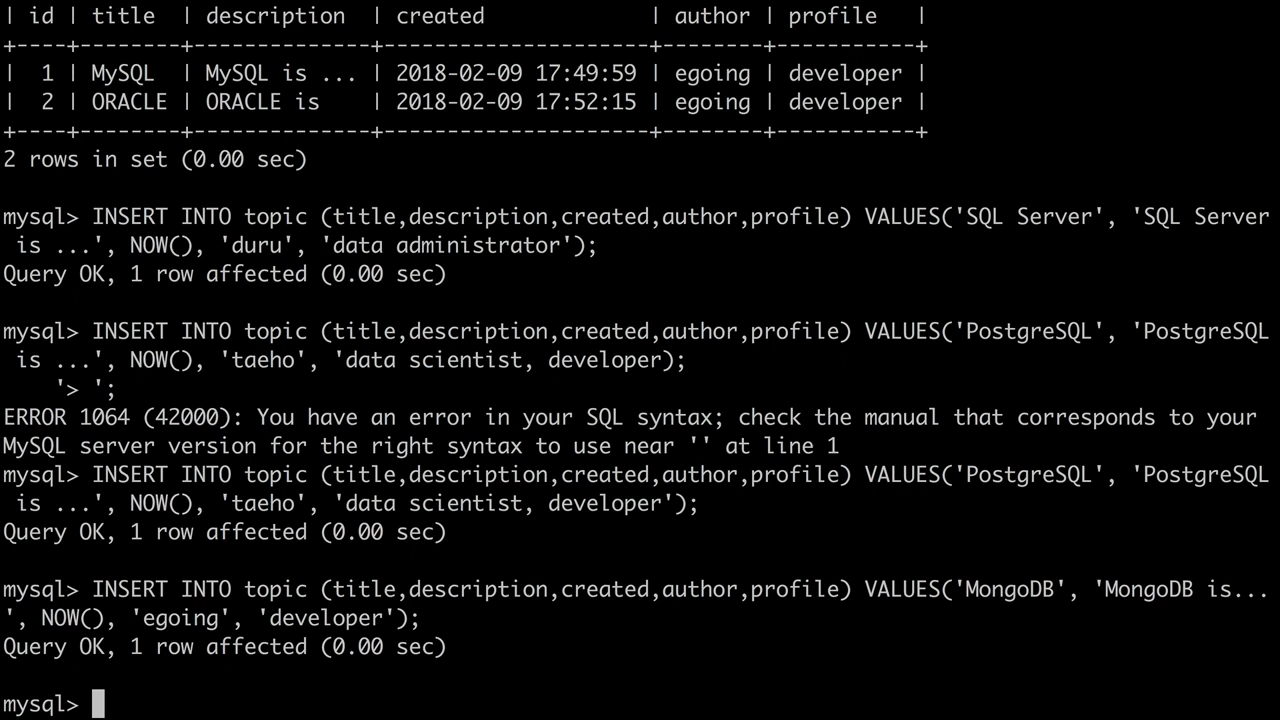 | id | title  | description  | created             | author | profile   |
+----+--------+--------------+---------------------+--------+-----------+
|  1 | MySQL  | MySQL is ... | 2018-02-09 17:49:59 | egoing | developer |
|  2 | ORACLE | ORACLE is    | 2018-02-09 17:52:15 | egoing | developer |
+----+--------+--------------+---------------------+--------+-----------+
2 rows in set (0.00 sec)
mysql> INSERT INTO topic (title,description,created,author,profile) VALUES('SQL Server', 'SQL Server
 is ...', NOW(), 'duru', 'data administrator');
Query OK, 1 row affected (0.00 sec)
mysql> INSERT INTO topic (title,description,created,author,profile) VALUES('PostgreSQL', 'PostgreSQL
 is ...', NOW(), 'taeho', 'data scientist, developer);
    '> ';
ERROR 1064 (42000): You have an error in your SQL syntax; check the manual that corresponds to your
MySQL server version for the right syntax to use near '' at line 1
mysql> INSERT INTO topic (title,description,created,author,profile) VALUES('PostgreSQL', 'PostgreSQL
 is ...', NOW(), 'taeho', 'data scientist, developer');
Query OK, 1 row affected (0.00 sec)
mysql> INSERT INTO topic (title,description,created,author,profile) VALUES('MongoDB', 'MongoDB is...
', NOW(), 'egoing', 'developer');
Query OK, 1 row affected (0.00 sec)
mysql>